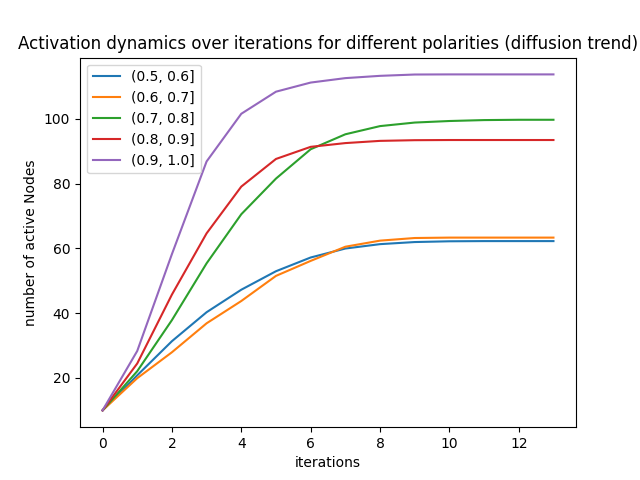 Activation dynamics over iterations for different polarities (diffusion trend)
(0.5, 0.6]
(0.6, 0.7]
(0.7, 0.8]
(0.8, 0.9]
(0.9, 1.0]
number of active Nodes
100
80
60
40
20
0 2 4 6 8 10 12
iterations